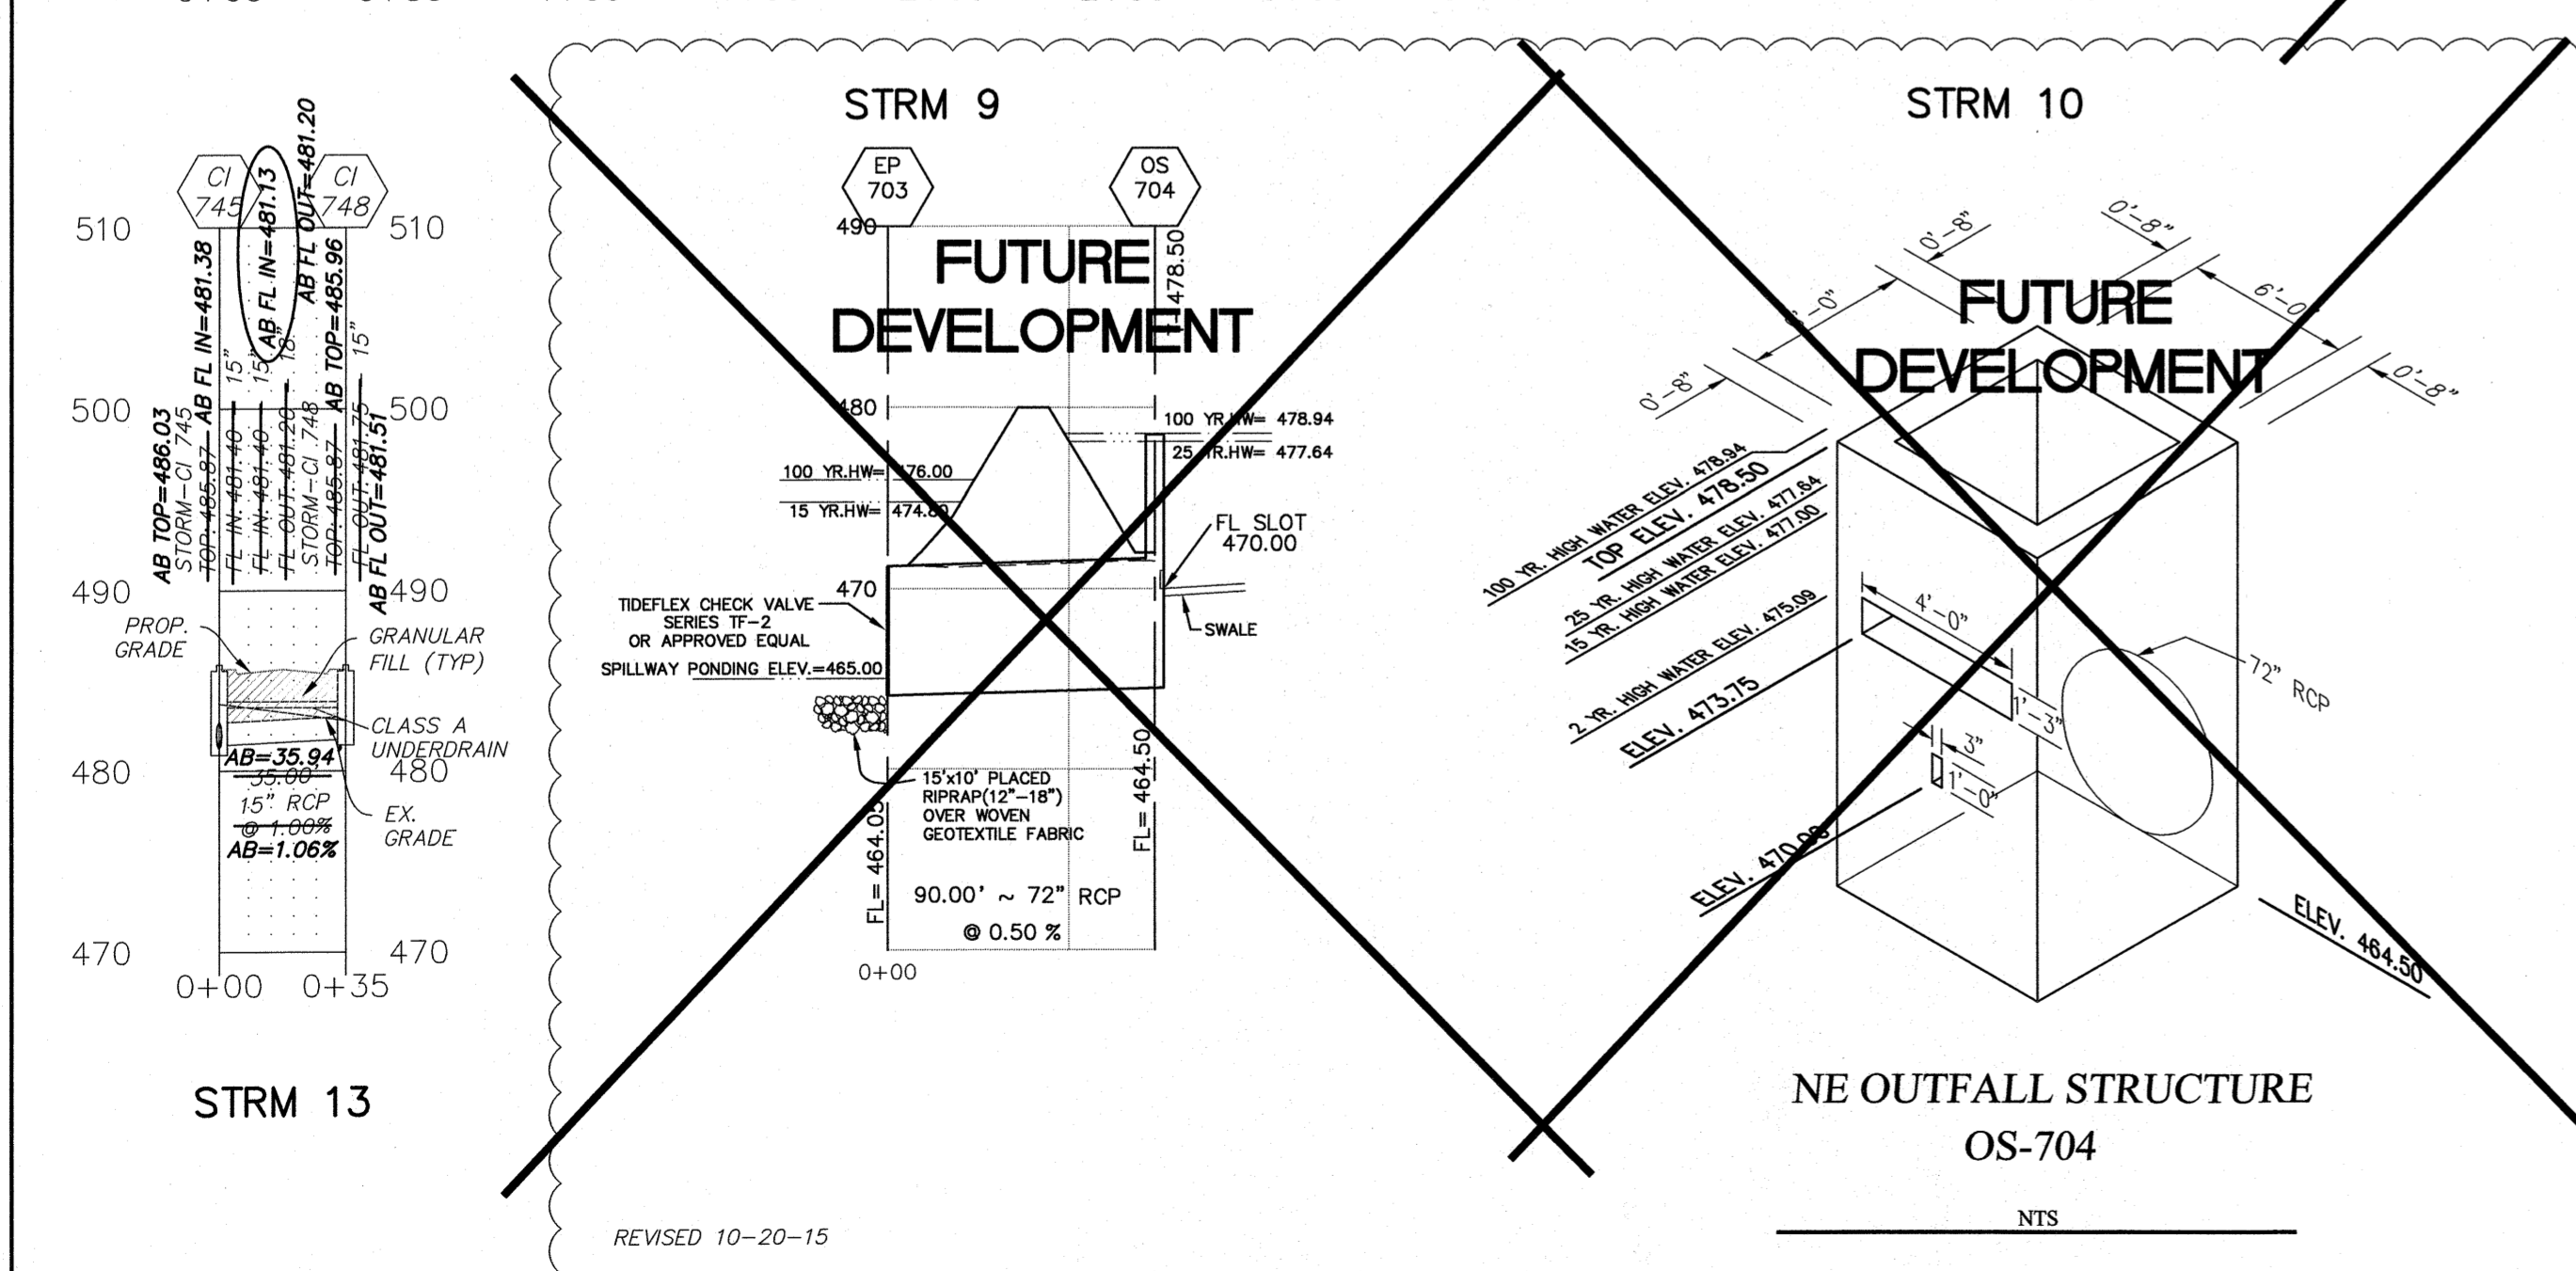 CI
745
CI
748
510
510
500
500
490
490
480
480
470
470
AB TOP=486.03
STORM-CI 745
TOP: 485.87
AB FL IN=481.38
FL IN: 481.40 15"
FL IN: 481.40 15"
AB FL IN=481.13
FL OUT: 481.20 18"
AB FL OUT=481.20
STORM-CI 748
TOP: 485.87
AB TOP=485.96
FL OUT: 481.75 15"
AB FL OUT=481.51
PROP.
GRADE
GRANULAR
FILL (TYP)
CLASS A
UNDERDRAIN
AB=35.94
35.00'
15" RCP
@ 1.00%
AB=1.06%
EX.
GRADE
0+00
0+35
STRM 13
STRM 9
EP
703
OS
704
490
FUTURE
DEVELOPMENT
478.50
480
100 YR.HW= 478.94
25 YR.HW= 477.64
100 YR.HW= 476.00
15 YR.HW= 474.80
FL SLOT
470.00
470
TIDEFLEX CHECK VALVE
SERIES TF-2
OR APPROVED EQUAL
SWALE
SPILLWAY PONDING ELEV.=465.00
15'x10' PLACED
RIPRAP(12"-18")
OVER WOVEN
GEOTEXTILE FABRIC
FL= 464.05
FL= 464.50
90.00' ~ 72" RCP
@ 0.50 %
0+00
REVISED 10-20-15
STRM 10
0'-8"
0'-8"
6'-0"
0'-8"
0'-8"
FUTURE
DEVELOPMENT
100 YR. HIGH WATER ELEV. 478.94
TOP ELEV. 478.50
25 YR. HIGH WATER ELEV. 477.64
15 YR. HIGH WATER ELEV. 477.00
2 YR. HIGH WATER ELEV. 475.09
ELEV. 473.75
4'-0"
1'-3"
72" RCP
3"
1'-0"
ELEV. 470.00
ELEV. 464.50
NE OUTFALL STRUCTURE
OS-704
NTS